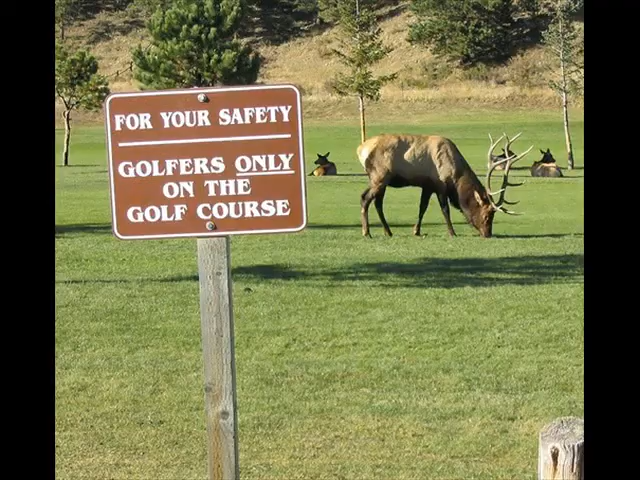 FOR YOUR SAFETY
GOLFERS ONLY
ON THE
GOLF COURSE